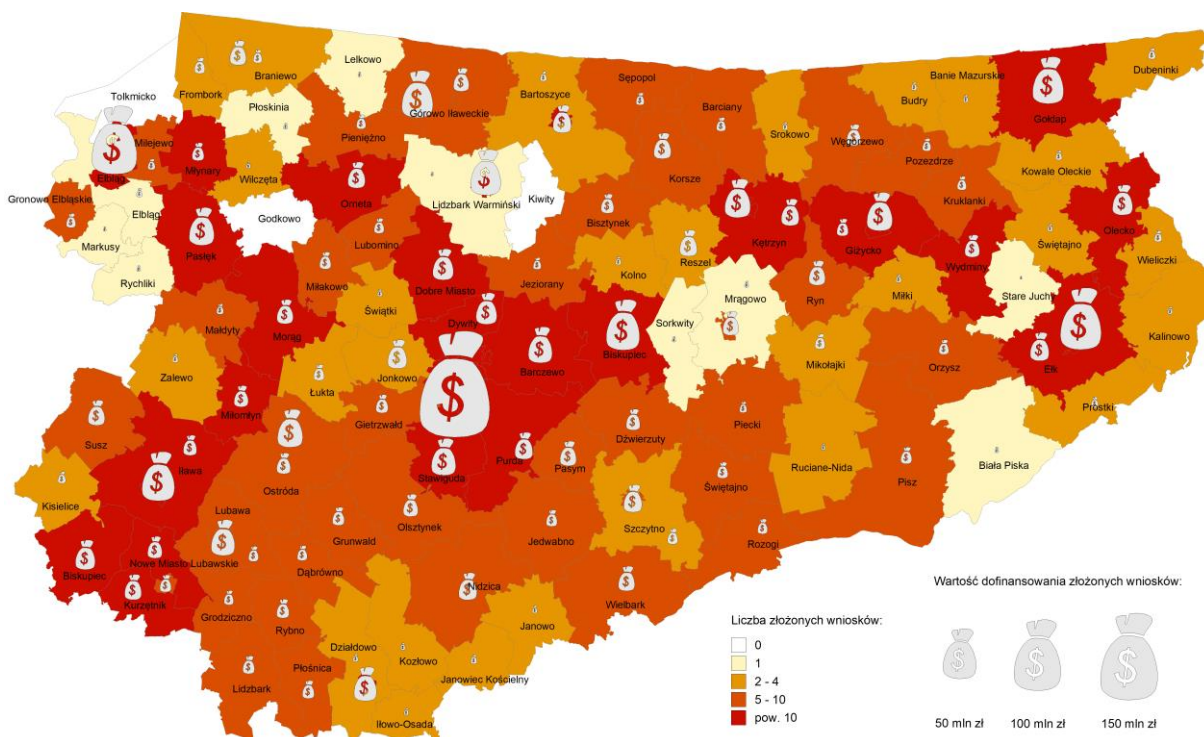 Lelkowo
Braniewo
Frombork
Tolkmicko
Płoskinia
Górowo Iławeckie
Bartoszyce
Sępopol
Barciany
Srokowo
Węgorzewo
Budry
Banie Mazurskie
Gołdap
Dubeninki
Milejewo
Młynary
Wilczęta
Pieniężno
Elbląg
Gronowo Elbląskie
Elbląg
Markusy
Rychliki
Pasłęk
Godkowo
Orneta
Lubomino
Lidzbark Warmiński
Kiwity
Bisztynek
Korsze
Kętrzyn
Reszel
Pozezdrze
Kruklanki
Giżycko
Kowale Oleckie
Olecko
Świętajno
Wieliczki
Wydminy
Stare Juchy
Kalinowo
Ełk
Prostki
Miłakowo
Dobre Miasto
Jeziorany
Kolno
Świątki
Dywity
Małdyty
Morąg
Zalewo
Łukta
Jonkowo
Barczewo
Biskupiec
Sorkwity
Mrągowo
Ryn
Miłki
Mikołajki
Orzysz
Miłomłyn
Gietrzwałd
Susz
Iława
Kisielice
Ostróda
Lubawa
Stawiguda
Purda
Pasym
Dźwierzuty
Piecki
Ruciane-Nida
Biała Piska
Pisz
Świętajno
Szczytno
Olsztynek
Grunwald
Jedwabno
Rozogi
Biskupiec
Nowe Miasto Lubawskie
Kurzętnik
Dąbrówno
Grodziczno
Rybno
Nidzica
Wielbark
Janowo
Działdowo
Kozłowo
Janowiec Kościelny
Płośnica
Lidzbark
Iłowo-Osada
Liczba złożonych wniosków:
0
1
2 - 4
5 - 10
pow. 10
Wartość dofinansowania złożonych wniosków:
50 mln zł
100 mln zł
150 mln zł